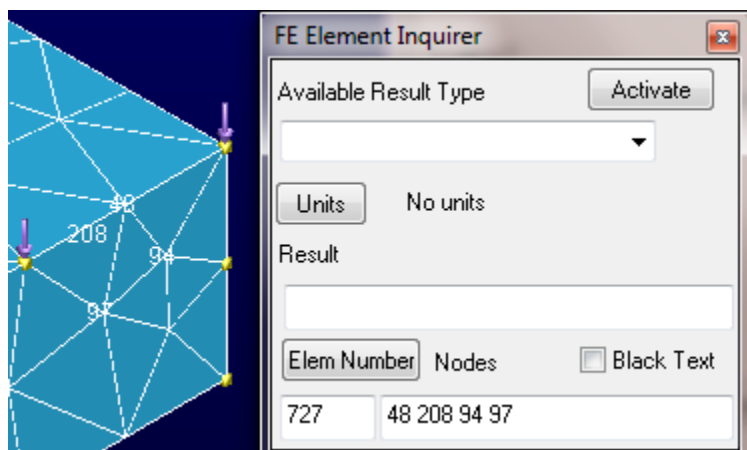 FE Element Inquirer
Available Result Type
Activate
48
208
94
97
Units
No units
Result
Elem Number
Nodes
Black Text
727
48 208 94 97